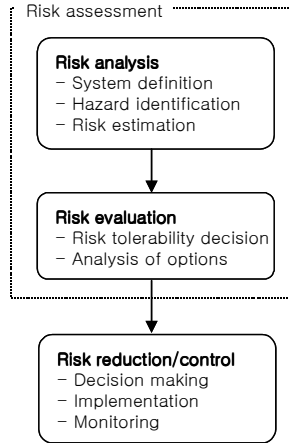 Risk assessment
Risk analysis
- System definition
- Hazard identification
- Risk estimation
Risk evaluation
- Risk tolerability decision
- Analysis of options
Risk reduction/control
- Decision making
- Implementation
- Monitoring